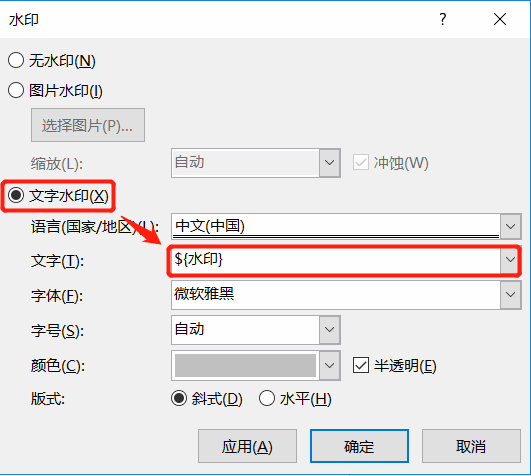 水印 ?
无水印(N)
图片水印(I)
选择图片(P)...
缩放(L): 自动 冲蚀(W)
文字水印(X)
语言(国家/地区)(L): 中文(中国)
文字(T): ${水印}
字体(F): 微软雅黑
字号(S): 自动
颜色(C): 半透明(E)
版式: 斜式(D) 水平(H)
应用(A) 确定 取消